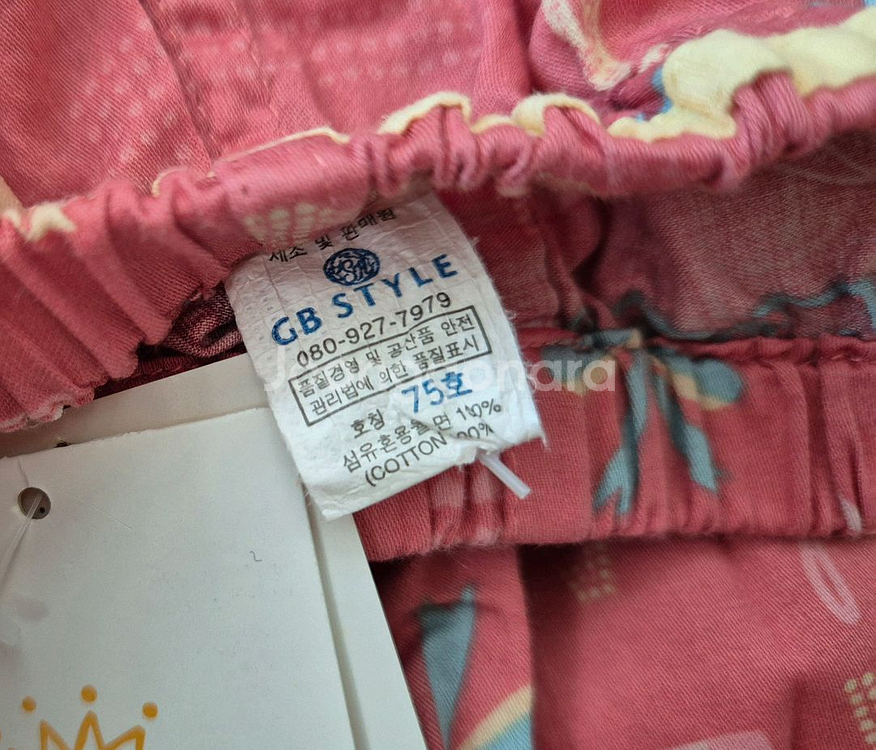 제조 및 판매원
GB STYLE
080-927-7979
품질경영 및 공산품 안전
관리법에 의한 품질표시
호칭 75호
섬유혼용율 면 100%
(COTTON 00%